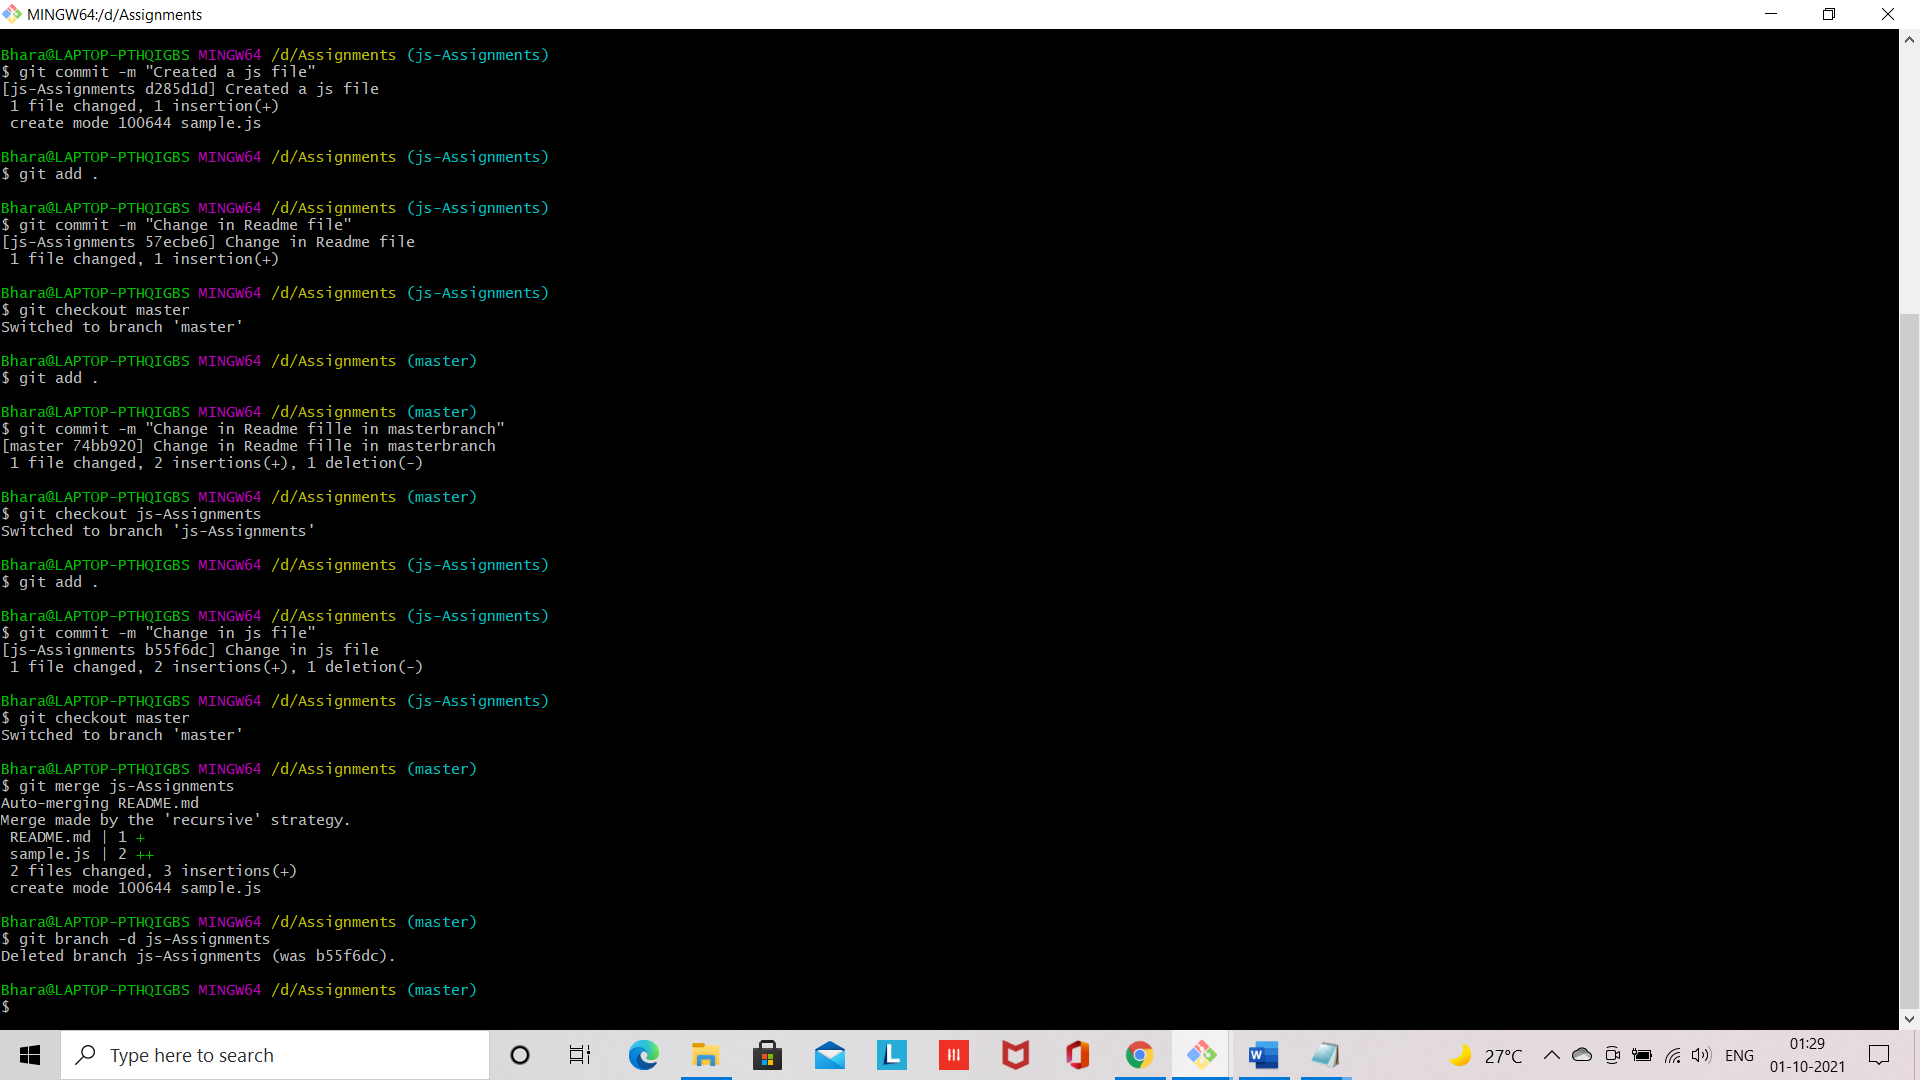 MINGW64:/d/Assignments
Bhara@LAPTOP-PTHQIGBS MINGW64 /d/Assignments (js-Assignments)
$ git commit -m "Created a js file"
[js-Assignments d285d1d] Created a js file
 1 file changed, 1 insertion(+)
 create mode 100644 sample.js

Bhara@LAPTOP-PTHQIGBS MINGW64 /d/Assignments (js-Assignments)
$ git add .

Bhara@LAPTOP-PTHQIGBS MINGW64 /d/Assignments (js-Assignments)
$ git commit -m "Change in Readme file"
[js-Assignments 57ecbe6] Change in Readme file
 1 file changed, 1 insertion(+)

Bhara@LAPTOP-PTHQIGBS MINGW64 /d/Assignments (js-Assignments)
$ git checkout master
Switched to branch 'master'

Bhara@LAPTOP-PTHQIGBS MINGW64 /d/Assignments (master)
$ git add .

Bhara@LAPTOP-PTHQIGBS MINGW64 /d/Assignments (master)
$ git commit -m "Change in Readme fille in masterbranch"
[master 74bb920] Change in Readme fille in masterbranch
 1 file changed, 2 insertions(+), 1 deletion(-)

Bhara@LAPTOP-PTHQIGBS MINGW64 /d/Assignments (master)
$ git checkout js-Assignments
Switched to branch 'js-Assignments'

Bhara@LAPTOP-PTHQIGBS MINGW64 /d/Assignments (js-Assignments)
$ git add .

Bhara@LAPTOP-PTHQIGBS MINGW64 /d/Assignments (js-Assignments)
$ git commit -m "Change in js file"
[js-Assignments b55f6dc] Change in js file
 1 file changed, 2 insertions(+), 1 deletion(-)

Bhara@LAPTOP-PTHQIGBS MINGW64 /d/Assignments (js-Assignments)
$ git checkout master
Switched to branch 'master'

Bhara@LAPTOP-PTHQIGBS MINGW64 /d/Assignments (master)
$ git merge js-Assignments
Auto-merging README.md
Merge made by the 'recursive' strategy.
 README.md | 1 +
 sample.js | 2 ++
 2 files changed, 3 insertions(+)
 create mode 100644 sample.js

Bhara@LAPTOP-PTHQIGBS MINGW64 /d/Assignments (master)
$ git branch -d js-Assignments
Deleted branch js-Assignments (was b55f6dc).

Bhara@LAPTOP-PTHQIGBS MINGW64 /d/Assignments (master)
$
Type here to search
L
W
27°C
ENG
01:29
01-10-2021